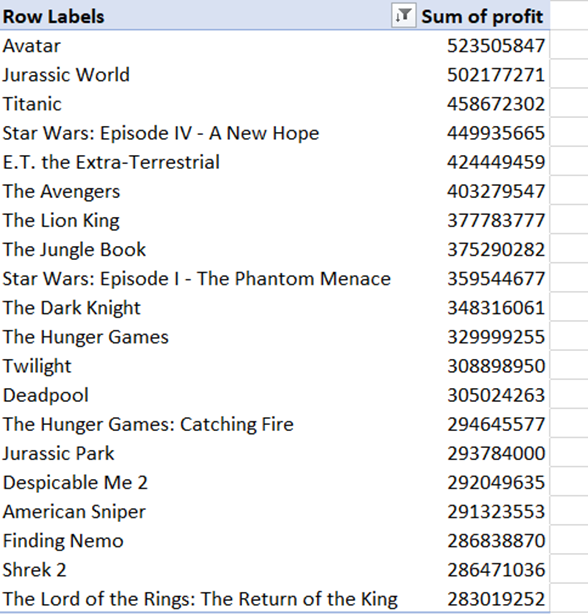 Row Labels Sum of profit
Avatar 523505847
Jurassic World 502177271
Titanic 458672302
Star Wars: Episode IV - A New Hope 449935665
E.T. the Extra-Terrestrial 424449459
The Avengers 403279547
The Lion King 377783777
The Jungle Book 375290282
Star Wars: Episode I - The Phantom Menace 359544677
The Dark Knight 348316061
The Hunger Games 329999255
Twilight 308898950
Deadpool 305024263
The Hunger Games: Catching Fire 294645577
Jurassic Park 293784000
Despicable Me 2 292049635
American Sniper 291323553
Finding Nemo 286838870
Shrek 2 286471036
The Lord of the Rings: The Return of the King 283019252